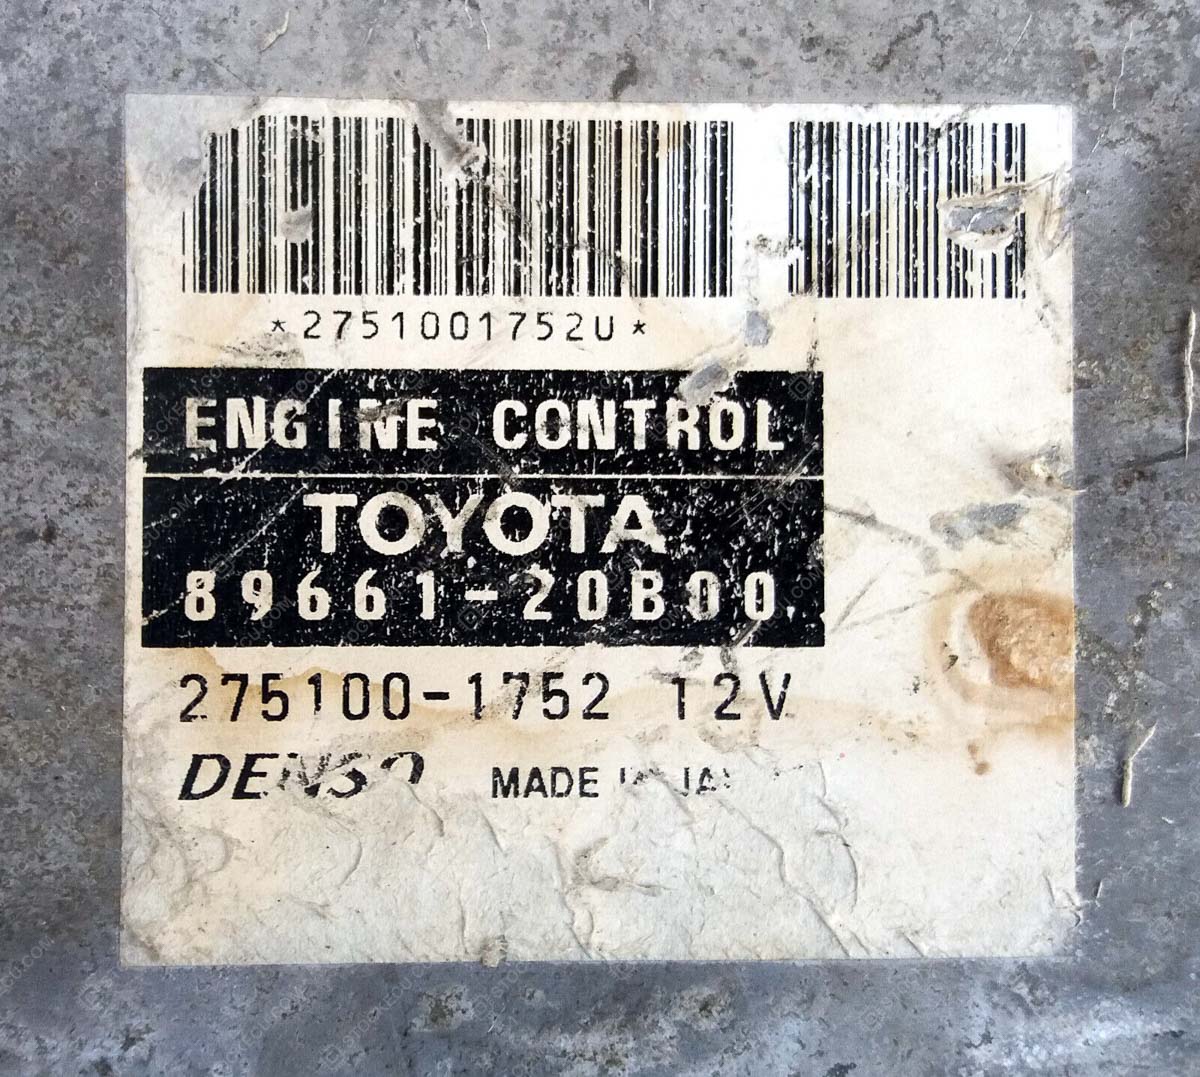 *2751001752U*
ENGINE CONTROL
TOYOTA
89661-20B00
275100-1752 12V
DENSO
MADE